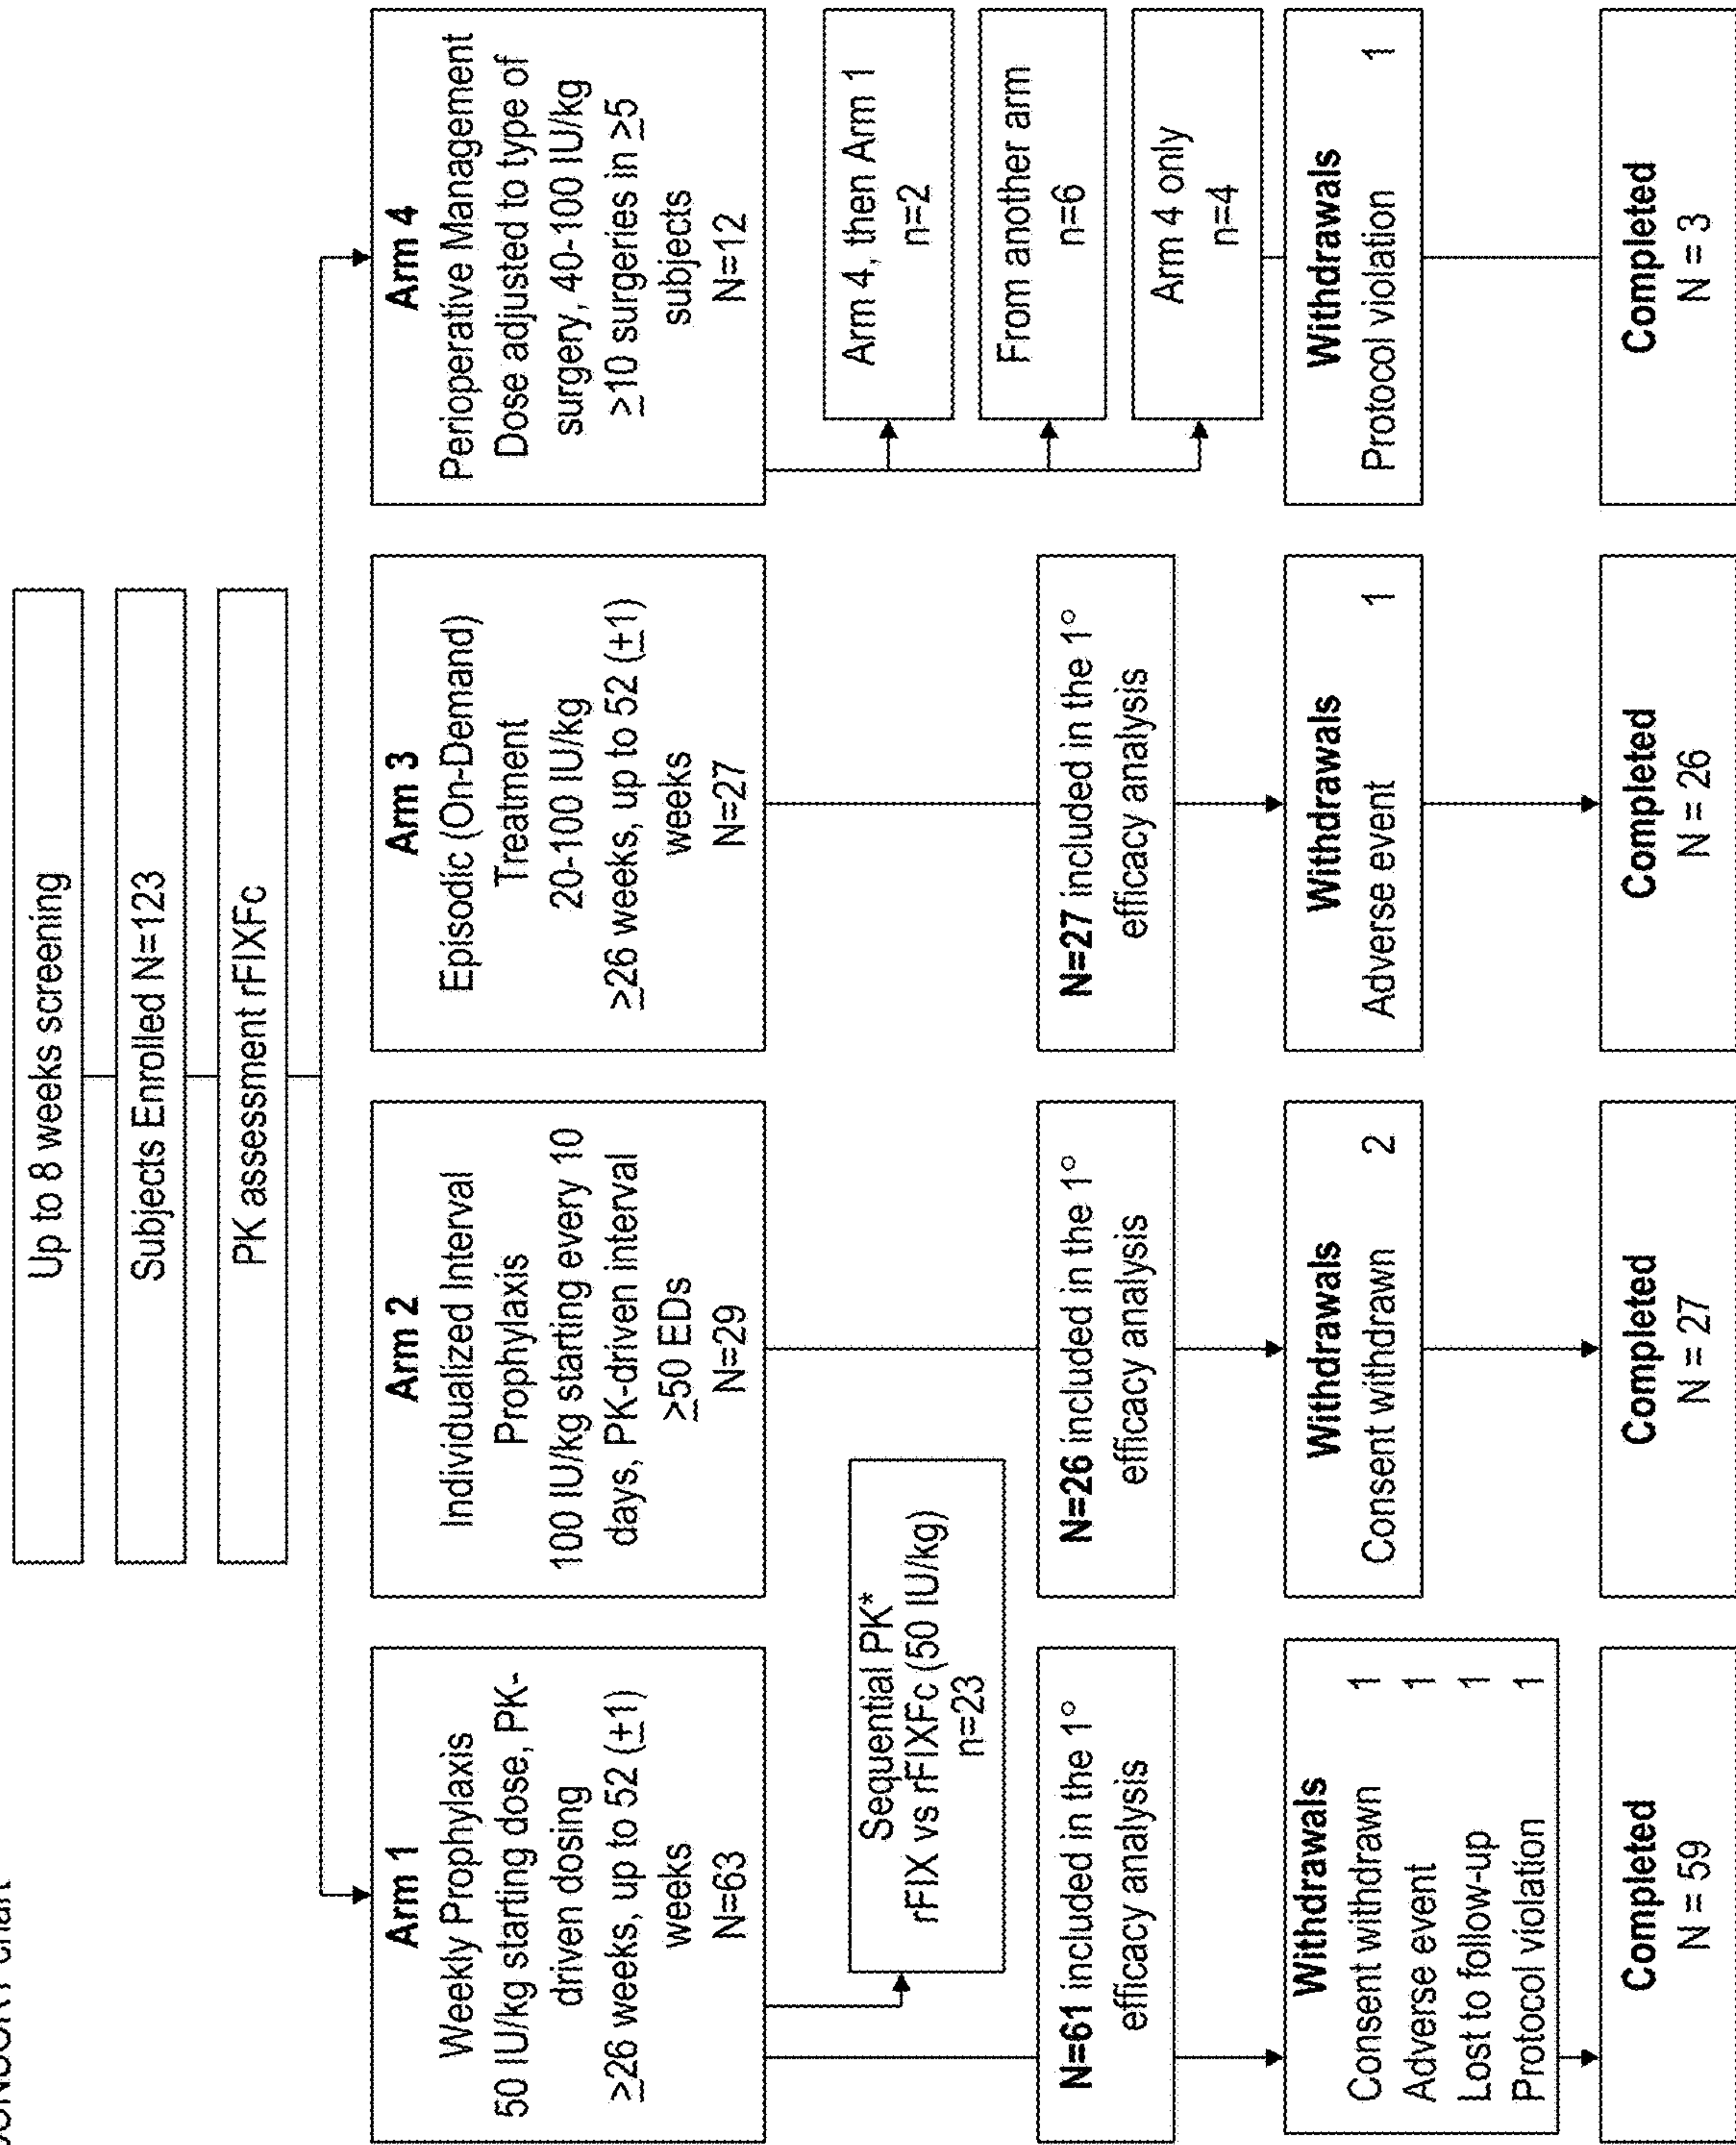 CONSORT chart
Up to 8 weeks screening
Subjects Enrolled N=123
PK assessment rFIXFc
Arm 1
Weekly Prophylaxis
50 IU/kg starting dose, PK-
driven dosing
≥26 weeks, up to 52 (±1)
weeks
N=63
Arm 2
Individualized Interval
Prophylaxis
100 IU/kg starting every 10
days, PK-driven interval
≥50 EDs
N=29
Arm 3
Episodic (On-Demand)
Treatment
20-100 IU/kg
≥26 weeks, up to 52 (±1)
weeks
N=27
Arm 4
Perioperative Management
Dose adjusted to type of
surgery, 40-100 IU/kg
≥10 surgeries in ≥5
subjects
N=12
Sequential PK*
rFIX vs rFIXFc (50 IU/kg)
n=23
Arm 4, then Arm 1
n=2
From another arm
n=6
Arm 4 only
n=4
N=61 included in the 1°
efficacy analysis
N=26 included in the 1°
efficacy analysis
N=27 included in the 1°
efficacy analysis
Withdrawals
Consent withdrawn 1
Adverse event 1
Lost to follow-up 1
Protocol violation 1
Withdrawals
Consent withdrawn 2
Withdrawals
Adverse event 1
Withdrawals
Protocol violation 1
Completed
N = 59
Completed
N = 27
Completed
N = 26
Completed
N = 3